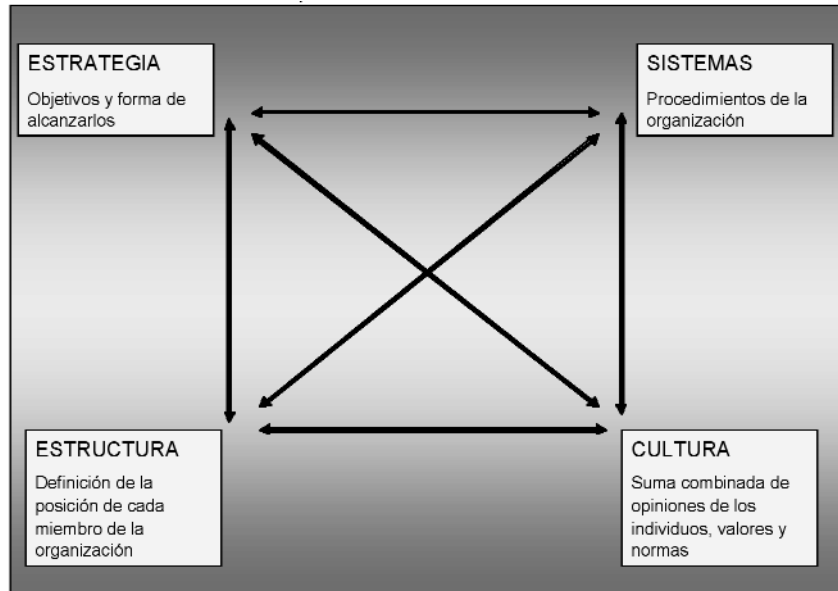 ESTRATEGIA
Objetivos y forma de
alcanzarlos
SISTEMAS
Procedimientos de la
organización
ESTRUCTURA
Definición de la
posición de cada
miembro de la
organización
CULTURA
Suma combinada de
opiniones de los
individuos, valores y
normas